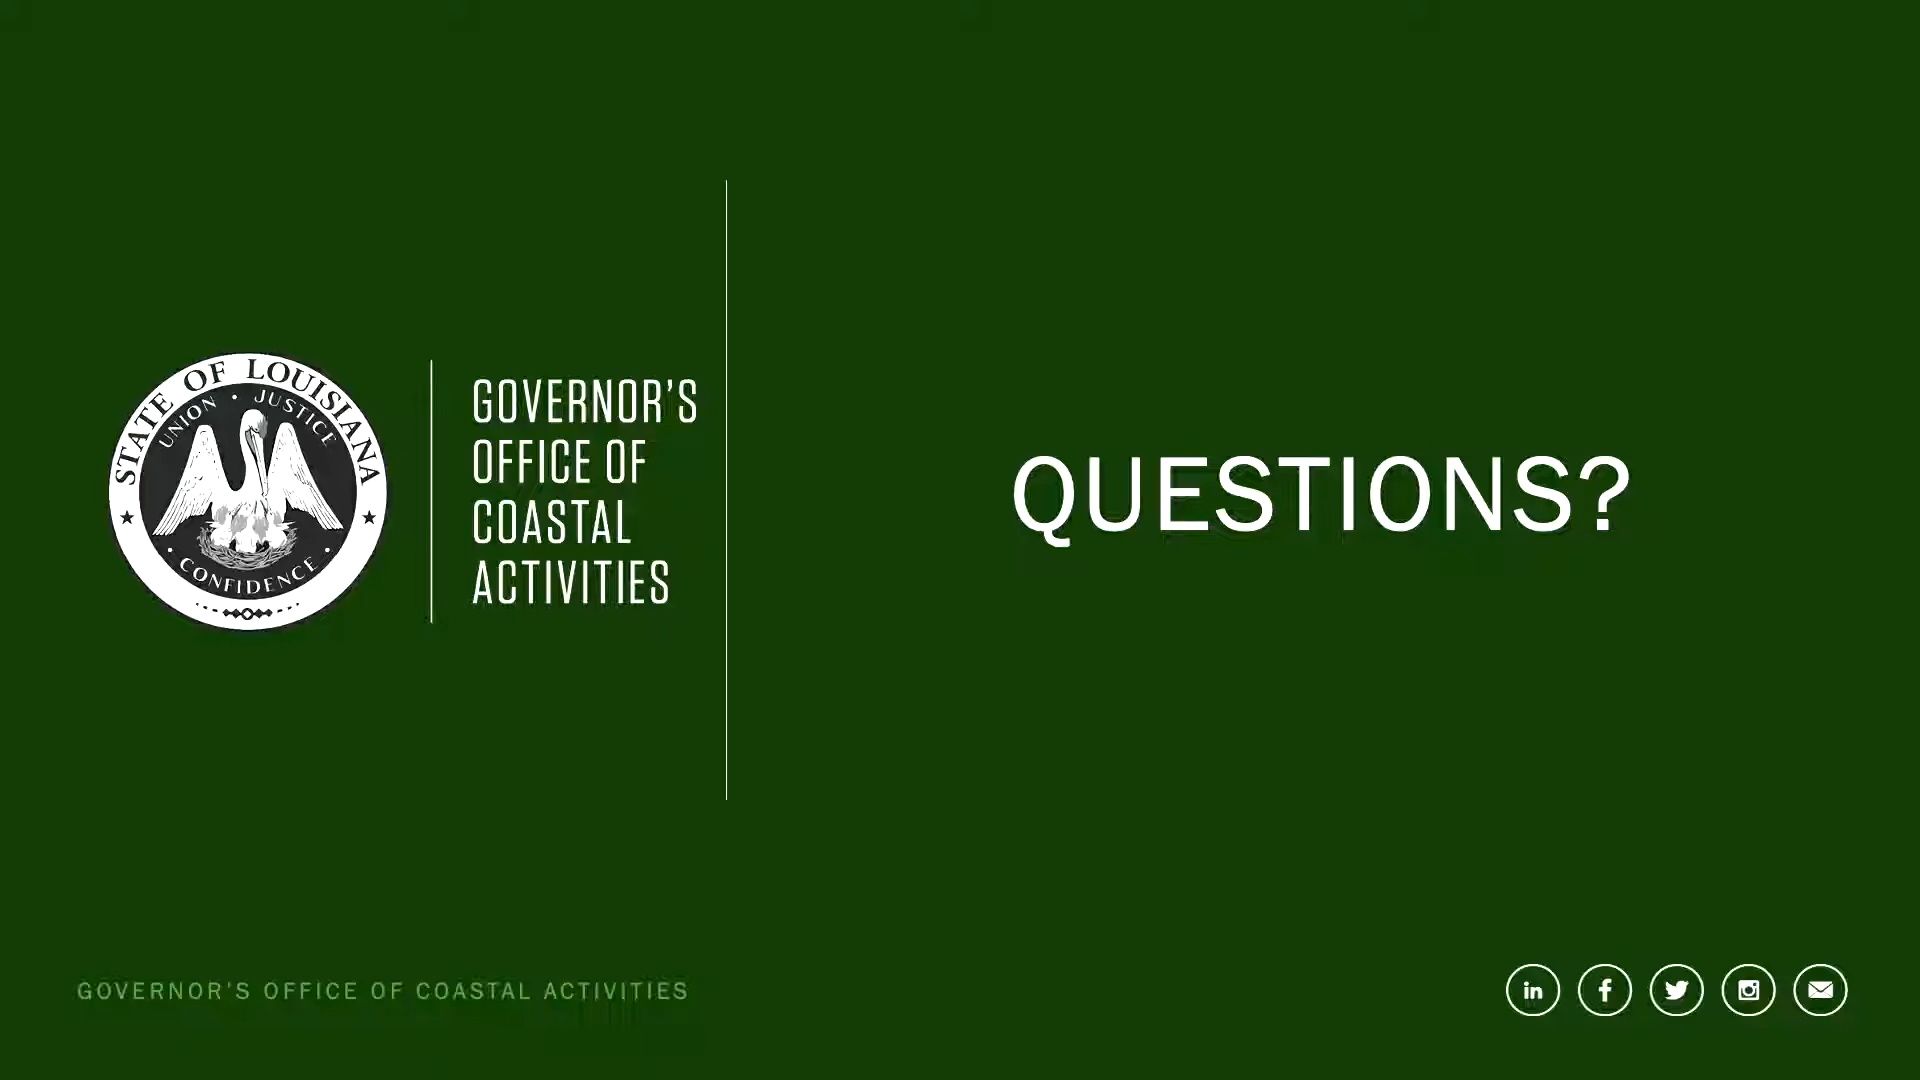 STATE OF LOUISIANA
UNION • JUSTICE
• CONFIDENCE •
GOVERNOR'S
OFFICE OF
COASTAL
ACTIVITIES
QUESTIONS?
GOVERNOR'S OFFICE OF COASTAL ACTIVITIES
in
f